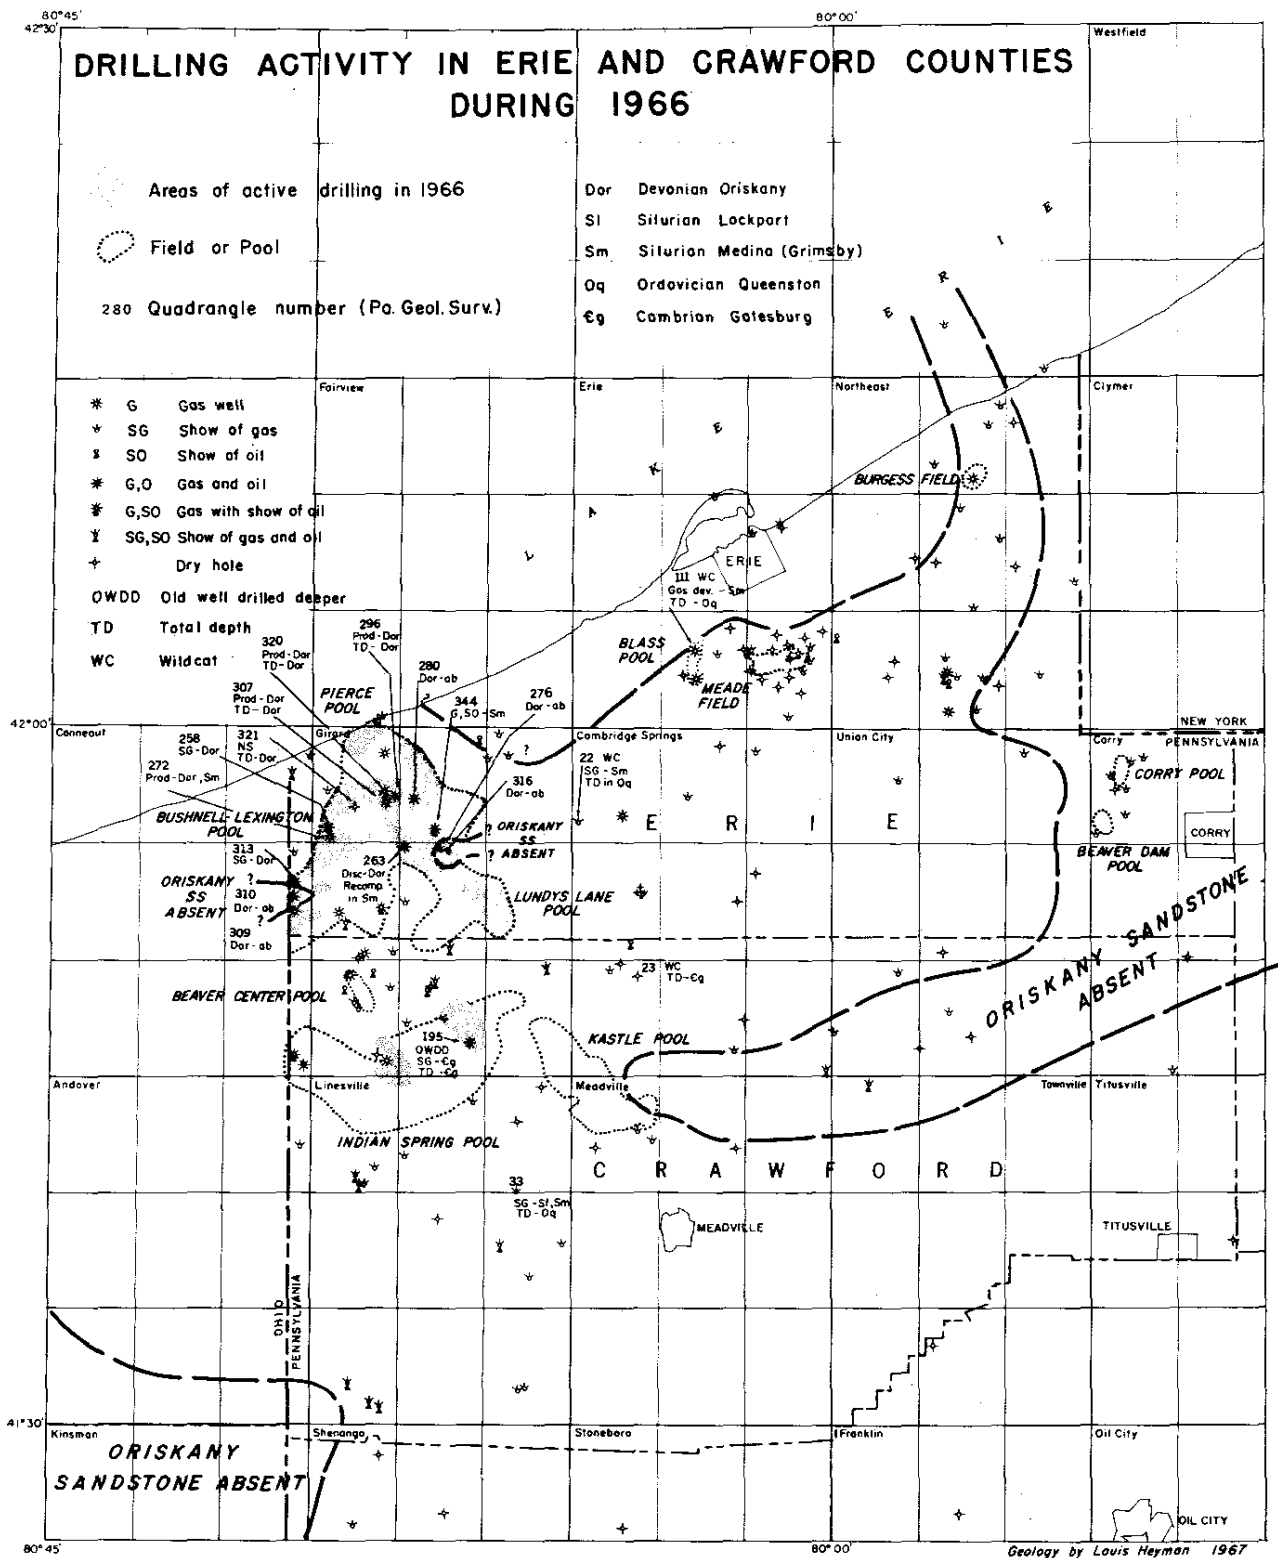 80°45'
80°00'
42°30'
Westfield
DRILLING ACTIVITY IN ERIE AND CRAWFORD COUNTIES
DURING 1966
Areas of active drilling in 1966
Field or Pool
280 Quadrangle number (Pa. Geol. Surv.)
Dor Devonian Oriskany
Sl Silurian Lockport
Sm Silurian Medina (Grimsby)
Oq Ordovician Queenston
Єg Cambrian Gatesburg
LAKE ERIE
Fairview
Erie
Northeast
Clymer
G Gas well
SG Show of gas
SO Show of oil
G,O Gas and oil
G,SO Gas with show of oil
SG,SO Show of gas and oil
Dry hole
OWDD Old well drilled deeper
TD Total depth
WC Wildcat
BURGESS FIELD
ERIE
111 WC
Gas dev. - Sm
TD - Oq
BLASS
POOL
MEADE
FIELD
296
Prod-Dor
TD - Dor
320
Prod-Dor
TD-Dor
280
Dor-ab
307
Prod-Dor
TD-Dor
PIERCE
POOL
344
G,SO-Sm
276
Dor-ab
?
42°00'
Conneaut
Girard
Cambridge Springs
Union City
Corry
NEW YORK
PENNSYLVANIA
258
SG-Dor
321
NS
TD-Dor
272
Prod-Dor,Sm
?
22 WC
SG-Sm
TD in Oq
316
Dor-ab
CORRY POOL
BUSHNELL-LEXINGTON
POOL
? ORISKANY
SS
? ABSENT
E R I E
CORRY
BEAVER DAM
POOL
313
SG-Dor
263
Disc-Dor
Recomp.
in Sm
ORISKANY
SS
ABSENT
?
310
Dor-ab
?
309
Dor-ab
LUNDYS LANE
POOL
ORISKANY SANDSTONE
ABSENT
23 WC
TD-Єg
BEAVER CENTER POOL
195
OWDD
SG-Єg
TD-Єg
KASTLE POOL
Andover
Linesville
Meadville
Townville
Titusville
INDIAN SPRING POOL
C R A W F O R D
33
SG-Sl,Sm
TD-Oq
MEADVILLE
TITUSVILLE
OHIO
PENNSYLVANIA
41°30'
Kinsman
Shenango
Stoneboro
Franklin
Oil City
ORISKANY
SANDSTONE ABSENT
OIL CITY
80°45'
80°00'
Geology by Louis Heyman 1967